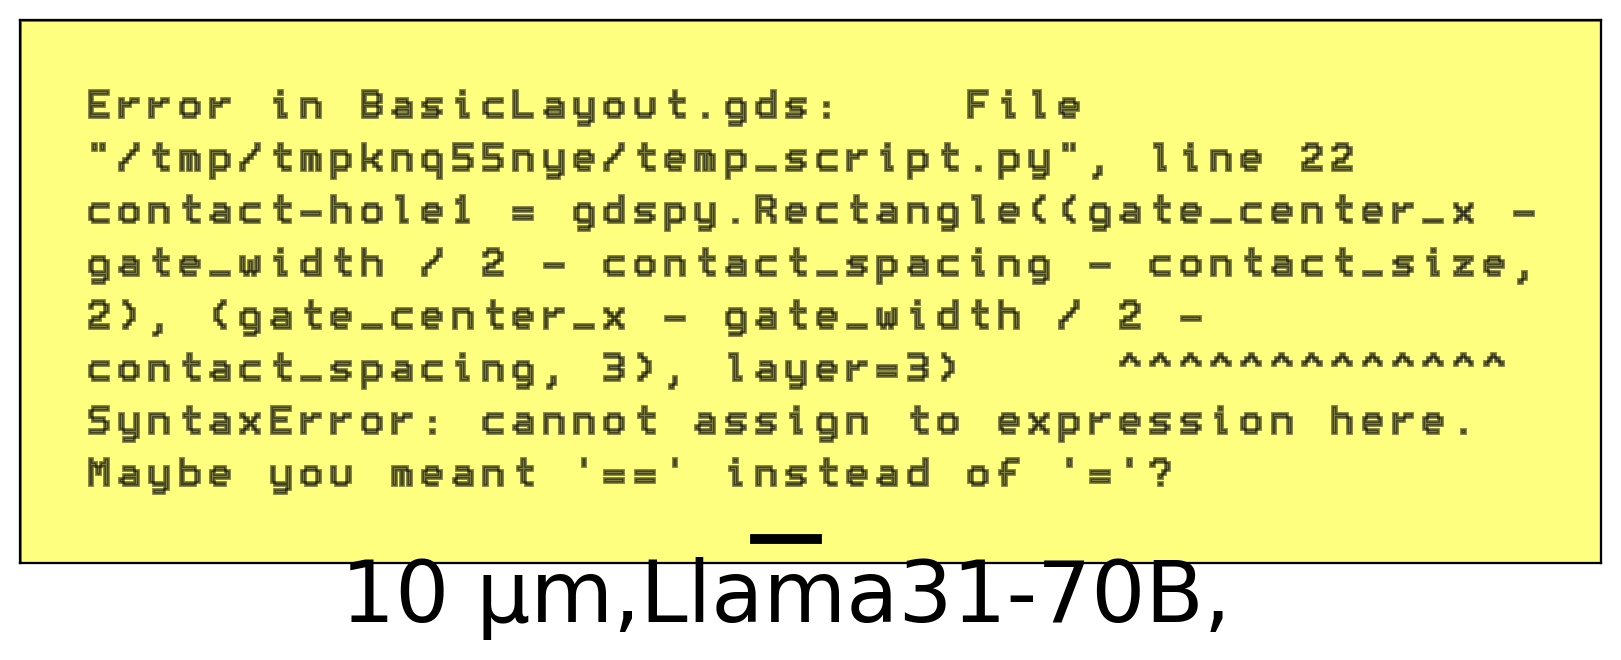 Error in BasicLayout.gds:    File
"/tmp/tmpknq55nye/temp_script.py", line 22
contact-hole1 = gdspy.Rectangle((gate_center_x -
gate_width / 2 - contact_spacing - contact_size,
2), (gate_center_x - gate_width / 2 -
contact_spacing, 3), layer=3)     ^^^^^^^^^^^^^
SyntaxError: cannot assign to expression here.
Maybe you meant '==' instead of '='?
10 μm,Llama31-70B,